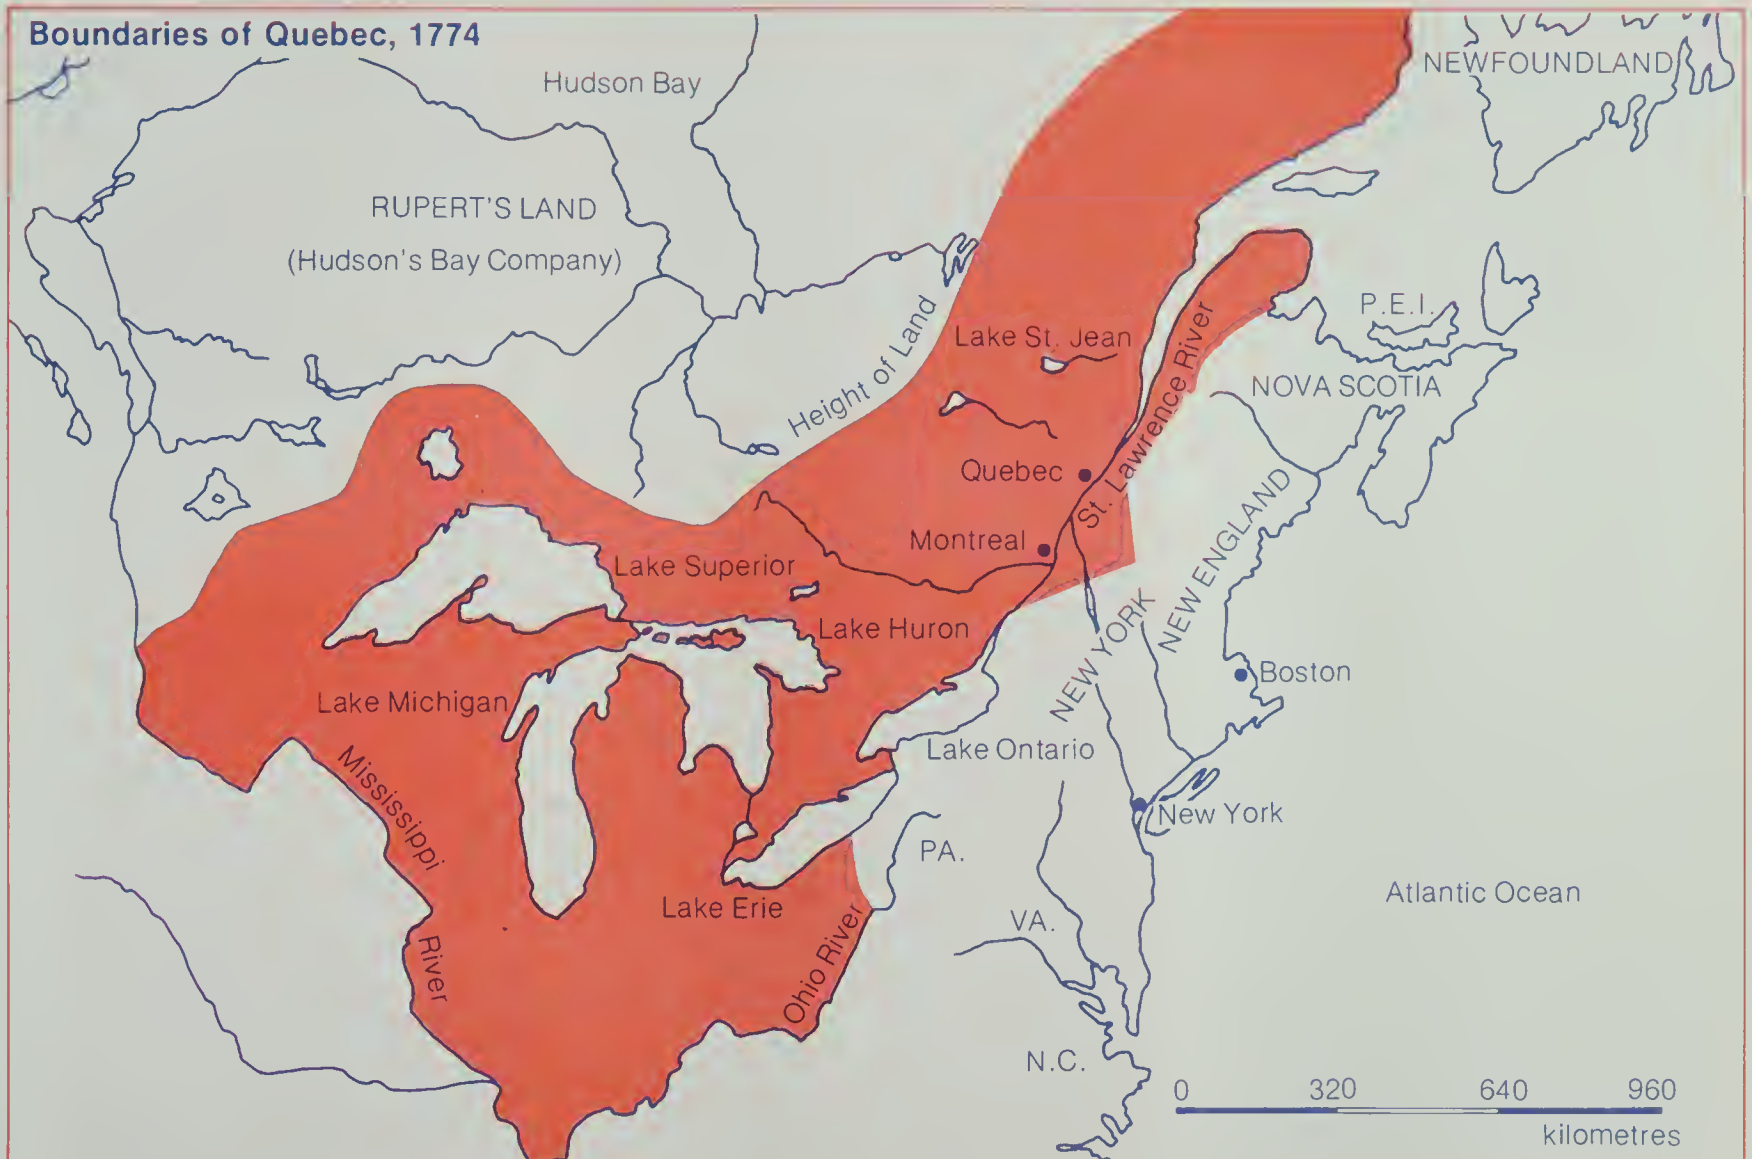 Boundaries of Quebec, 1774
Hudson Bay
NEWFOUNDLAND
RUPERT'S LAND
(Hudson's Bay Company)
Height of Land
Lake St. Jean
P.E.I.
NOVA SCOTIA
St. Lawrence River
Quebec
Montreal
NEW ENGLAND
NEW YORK
Lake Superior
Lake Huron
Boston
Lake Michigan
Lake Ontario
Mississippi
River
New York
PA.
Lake Erie
Atlantic Ocean
VA.
Ohio River
N.C.
0 320 640 960
kilometres